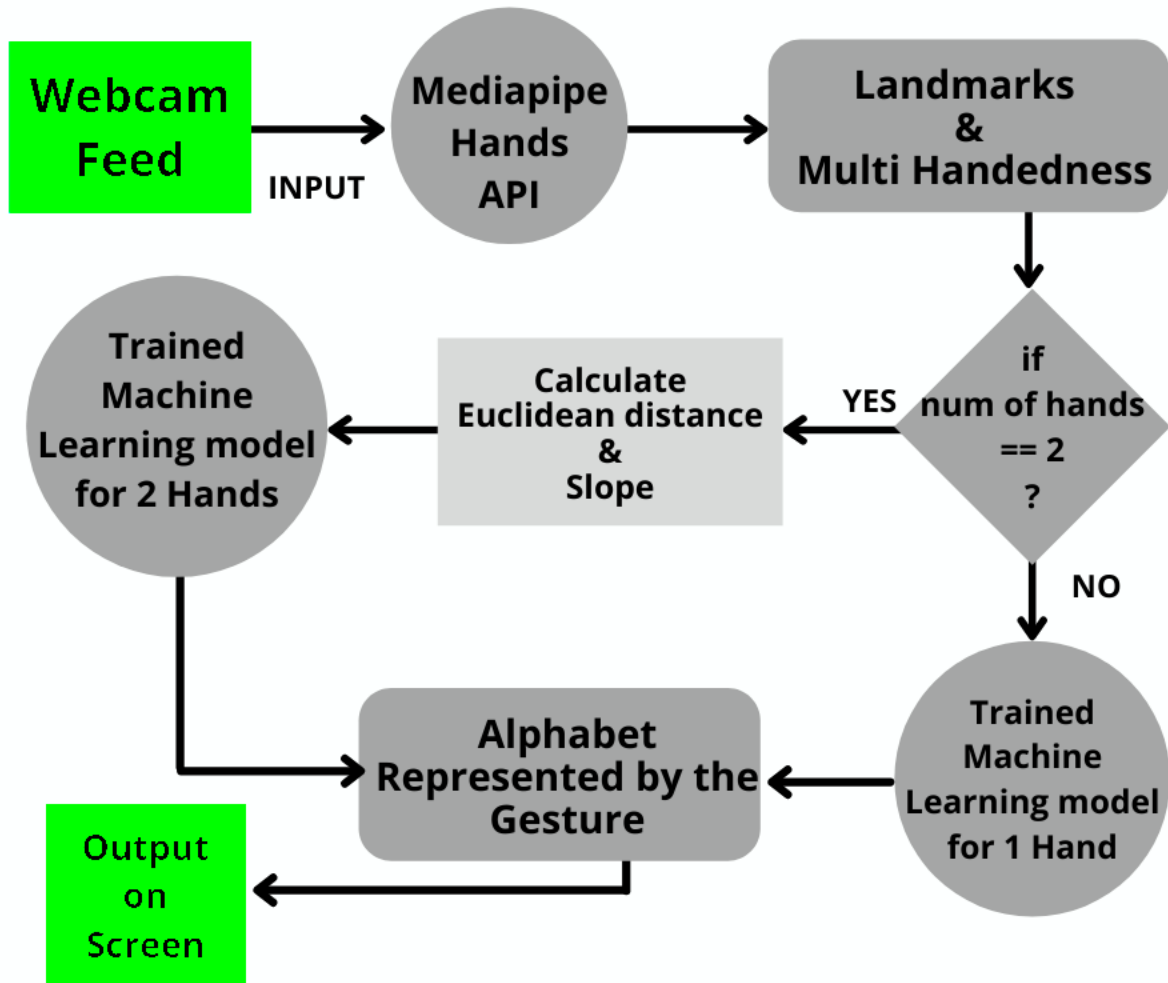 Webcam
Feed
INPUT
Mediapipe
Hands
API
Landmarks
&
Multi Handedness
if
num of hands
== 2
?
YES
Calculate
Euclidean distance
&
Slope
Trained
Machine
Learning model
for 2 Hands
NO
Trained
Machine
Learning model
for 1 Hand
Alphabet
Represented by the
Gesture
Output
on
Screen